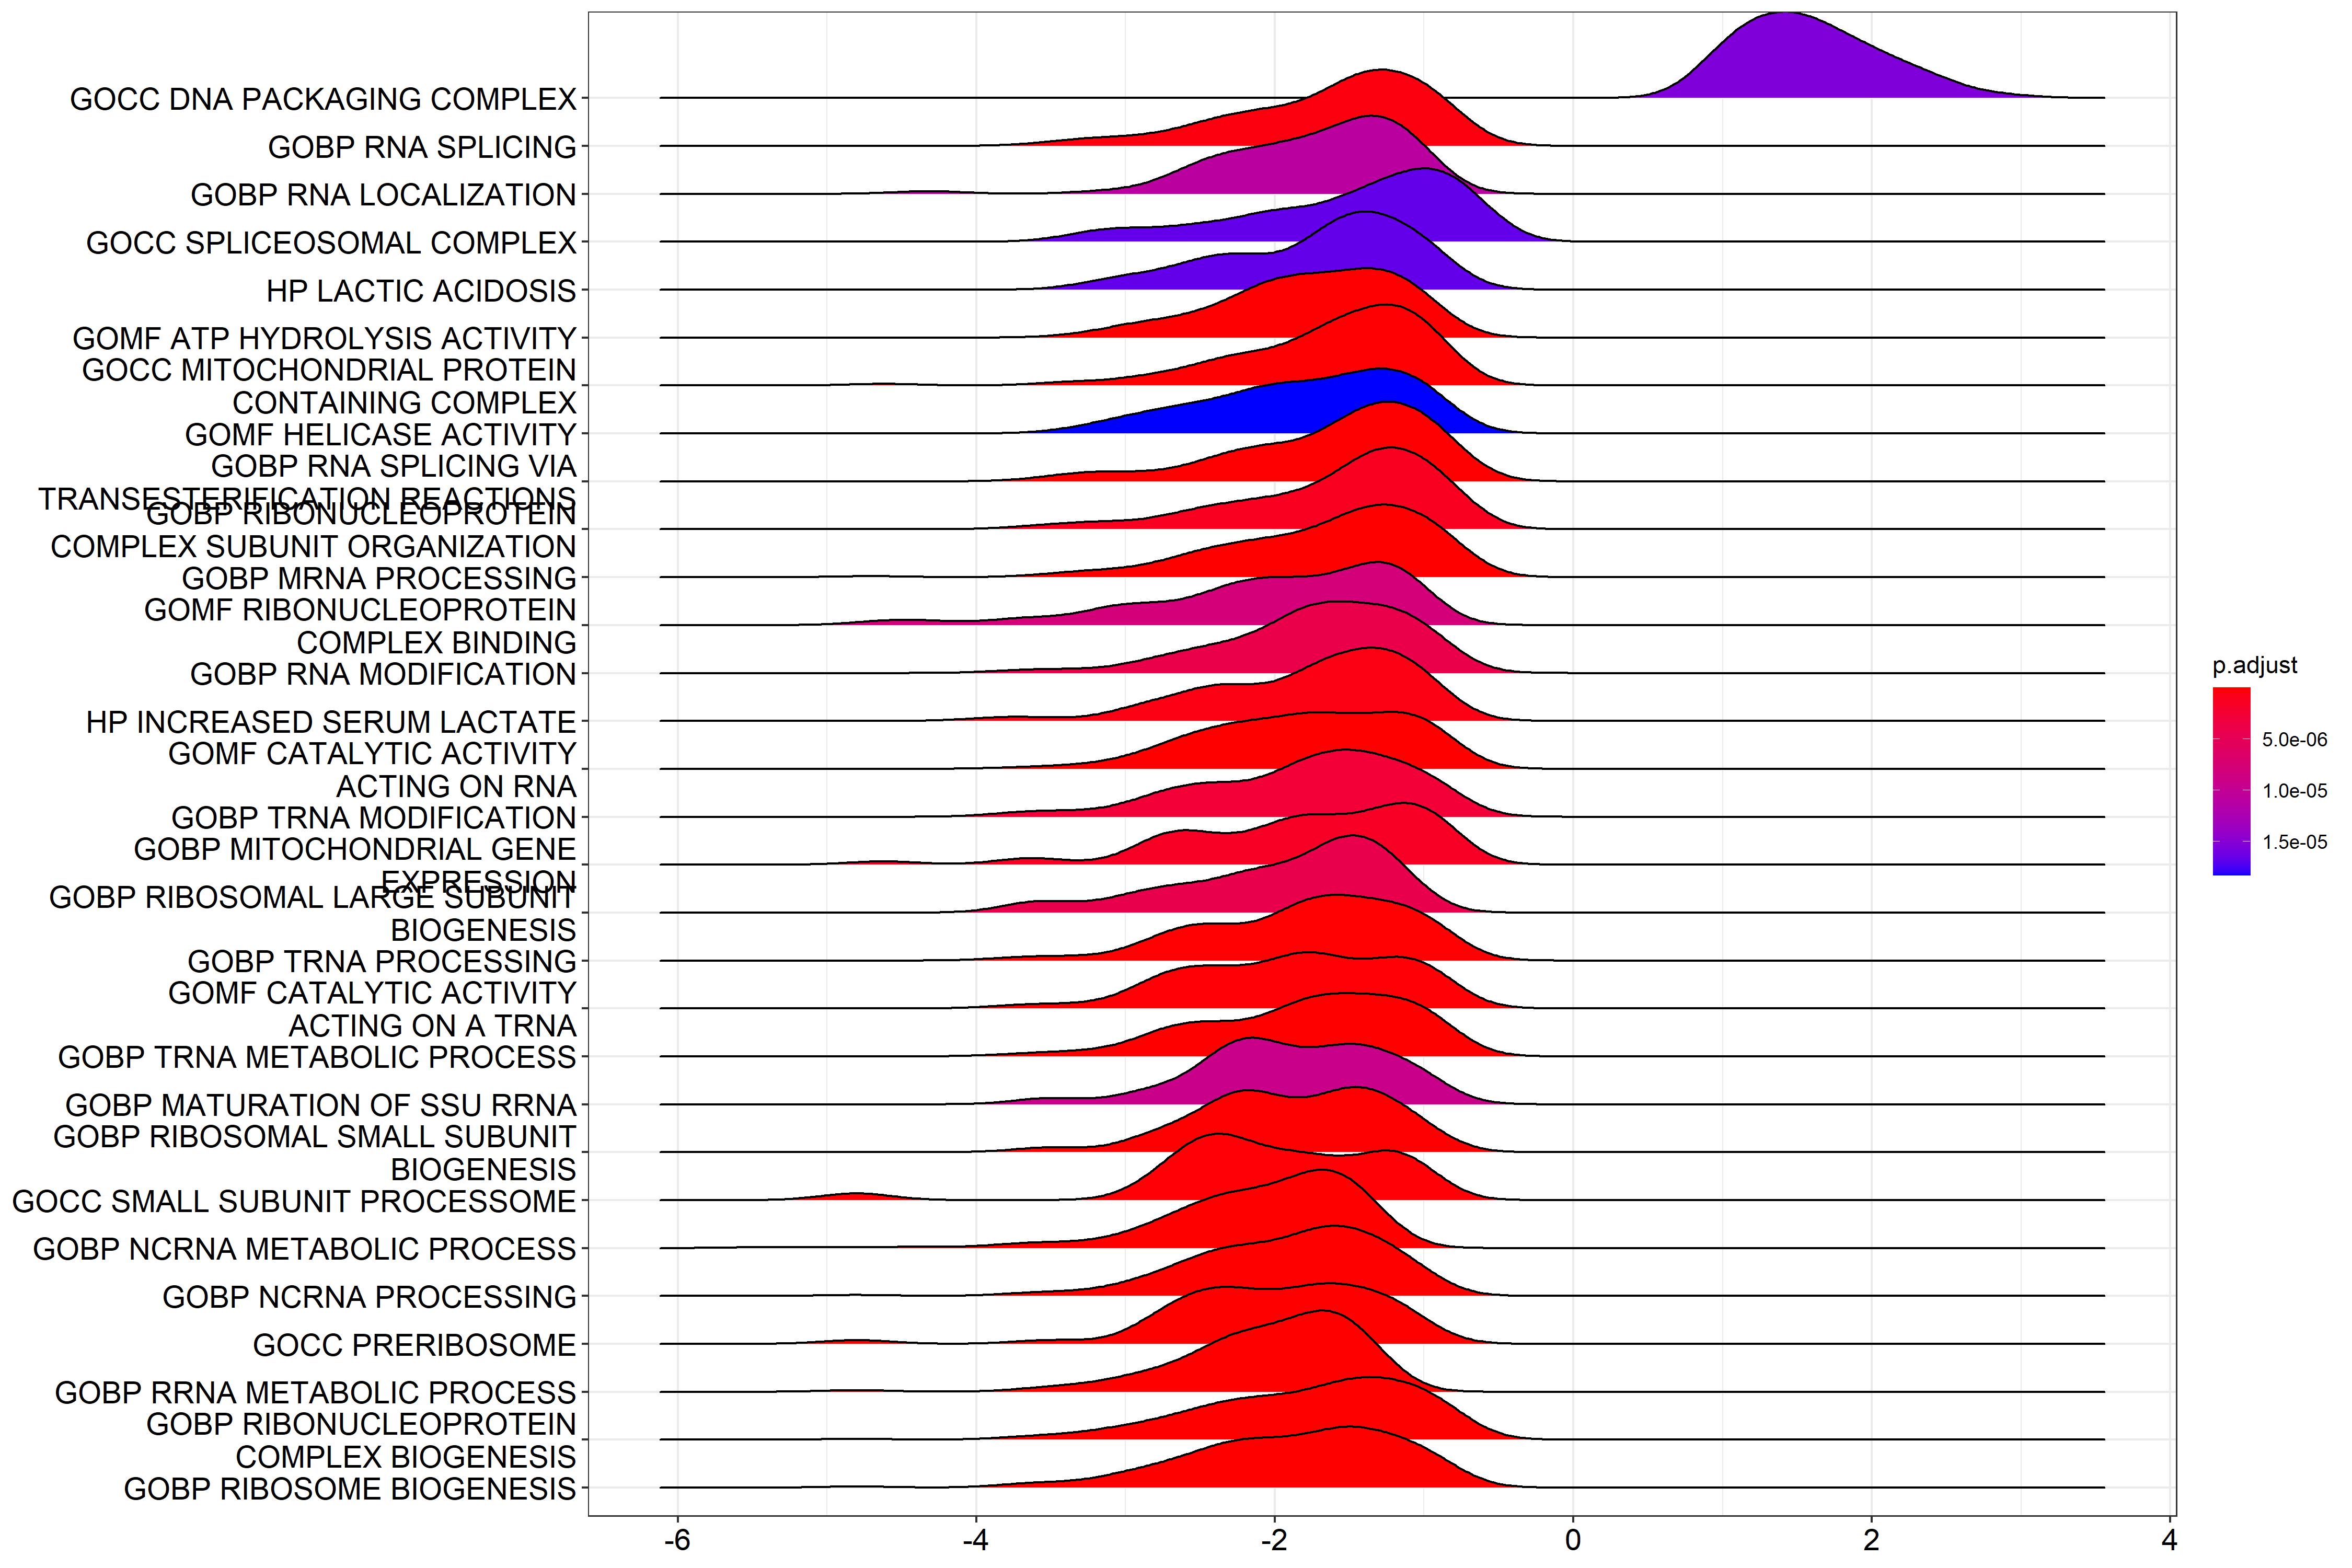 GOCC DNA PACKAGING COMPLEX
GOBP RNA SPLICING
GOBP RNA LOCALIZATION
GOCC SPLICEOSOMAL COMPLEX
HP LACTIC ACIDOSIS
GOMF ATP HYDROLYSIS ACTIVITY
GOCC MITOCHONDRIAL PROTEIN
CONTAINING COMPLEX
GOMF HELICASE ACTIVITY
GOBP RNA SPLICING VIA
TRANSESTERIFICATION REACTIONS
GOBP RIBONUCLEOPROTEIN
COMPLEX SUBUNIT ORGANIZATION
GOBP MRNA PROCESSING
GOMF RIBONUCLEOPROTEIN
COMPLEX BINDING
GOBP RNA MODIFICATION
HP INCREASED SERUM LACTATE
GOMF CATALYTIC ACTIVITY
ACTING ON RNA
GOBP TRNA MODIFICATION
GOBP MITOCHONDRIAL GENE
EXPRESSION
GOBP RIBOSOMAL LARGE SUBUNIT
BIOGENESIS
GOBP TRNA PROCESSING
GOMF CATALYTIC ACTIVITY
ACTING ON A TRNA
GOBP TRNA METABOLIC PROCESS
GOBP MATURATION OF SSU RRNA
GOBP RIBOSOMAL SMALL SUBUNIT
BIOGENESIS
GOCC SMALL SUBUNIT PROCESSOME
GOBP NCRNA METABOLIC PROCESS
GOBP NCRNA PROCESSING
GOCC PRERIBOSOME
GOBP RRNA METABOLIC PROCESS
GOBP RIBONUCLEOPROTEIN
COMPLEX BIOGENESIS
GOBP RIBOSOME BIOGENESIS
-6 -4 -2 0 2 4
p.adjust
5.0e-06
1.0e-05
1.5e-05